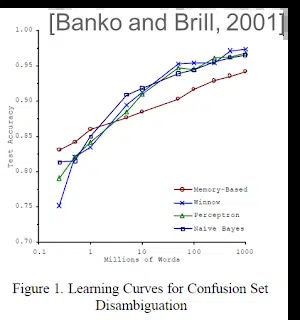 [Banko and Brill, 2001]
1.00
0.95
0.90
0.85
0.80
0.75
0.70
Test Accuracy
Memory-Based
Winnow
Perceptron
Naïve Bayes
0.1 1 10 100 1000
Millions of Words
Figure 1. Learning Curves for Confusion Set
Disambiguation